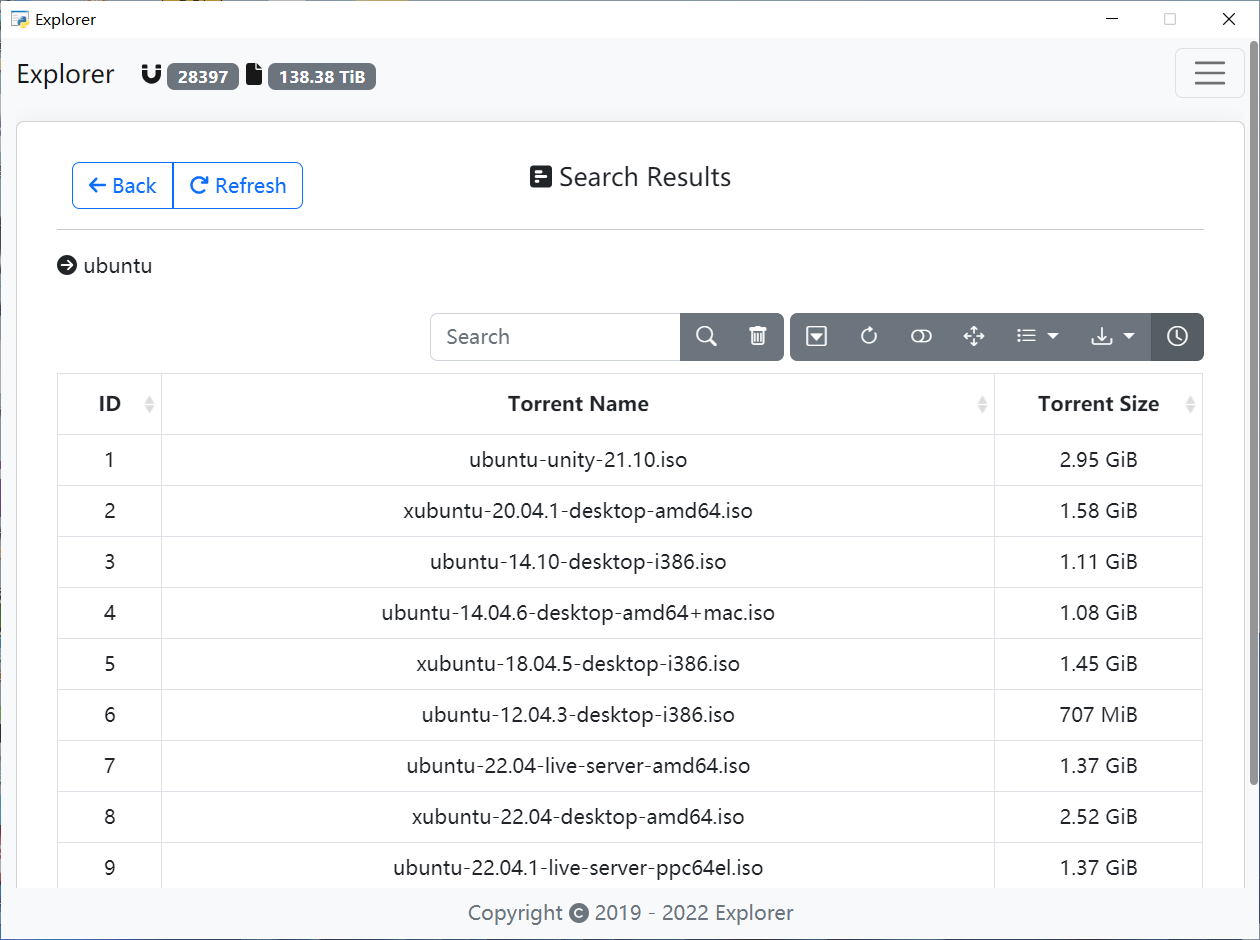 Explorer
Explorer 28397 138.38 TiB
Back Refresh
Search Results
ubuntu
Search
ID Torrent Name Torrent Size
1 ubuntu-unity-21.10.iso 2.95 GiB
2 xubuntu-20.04.1-desktop-amd64.iso 1.58 GiB
3 ubuntu-14.10-desktop-i386.iso 1.11 GiB
4 ubuntu-14.04.6-desktop-amd64+mac.iso 1.08 GiB
5 xubuntu-18.04.5-desktop-i386.iso 1.45 GiB
6 ubuntu-12.04.3-desktop-i386.iso 707 MiB
7 ubuntu-22.04-live-server-amd64.iso 1.37 GiB
8 xubuntu-22.04-desktop-amd64.iso 2.52 GiB
9 ubuntu-22.04.1-live-server-ppc64el.iso 1.37 GiB
Copyright © 2019 - 2022 Explorer